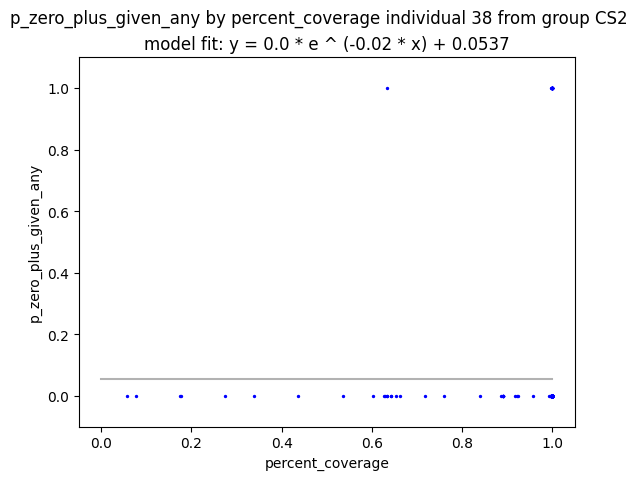 p_zero_plus_given_any by percent_coverage individual 38 from group CS2
model fit: y = 0.0 * e ^ (-0.02 * x) + 0.0537
1.0
0.8
0.6
0.4
0.2
0.0
p_zero_plus_given_any
0.0 0.2 0.4 0.6 0.8 1.0
percent_coverage